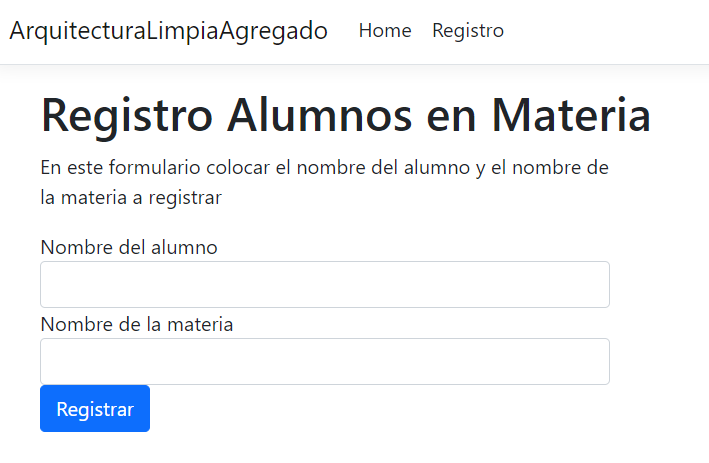 ArquitecturaLimpiaAgregado Home Registro
Registro Alumnos en Materia
En este formulario colocar el nombre del alumno y el nombre de
la materia a registrar
Nombre del alumno
Nombre de la materia
Registrar